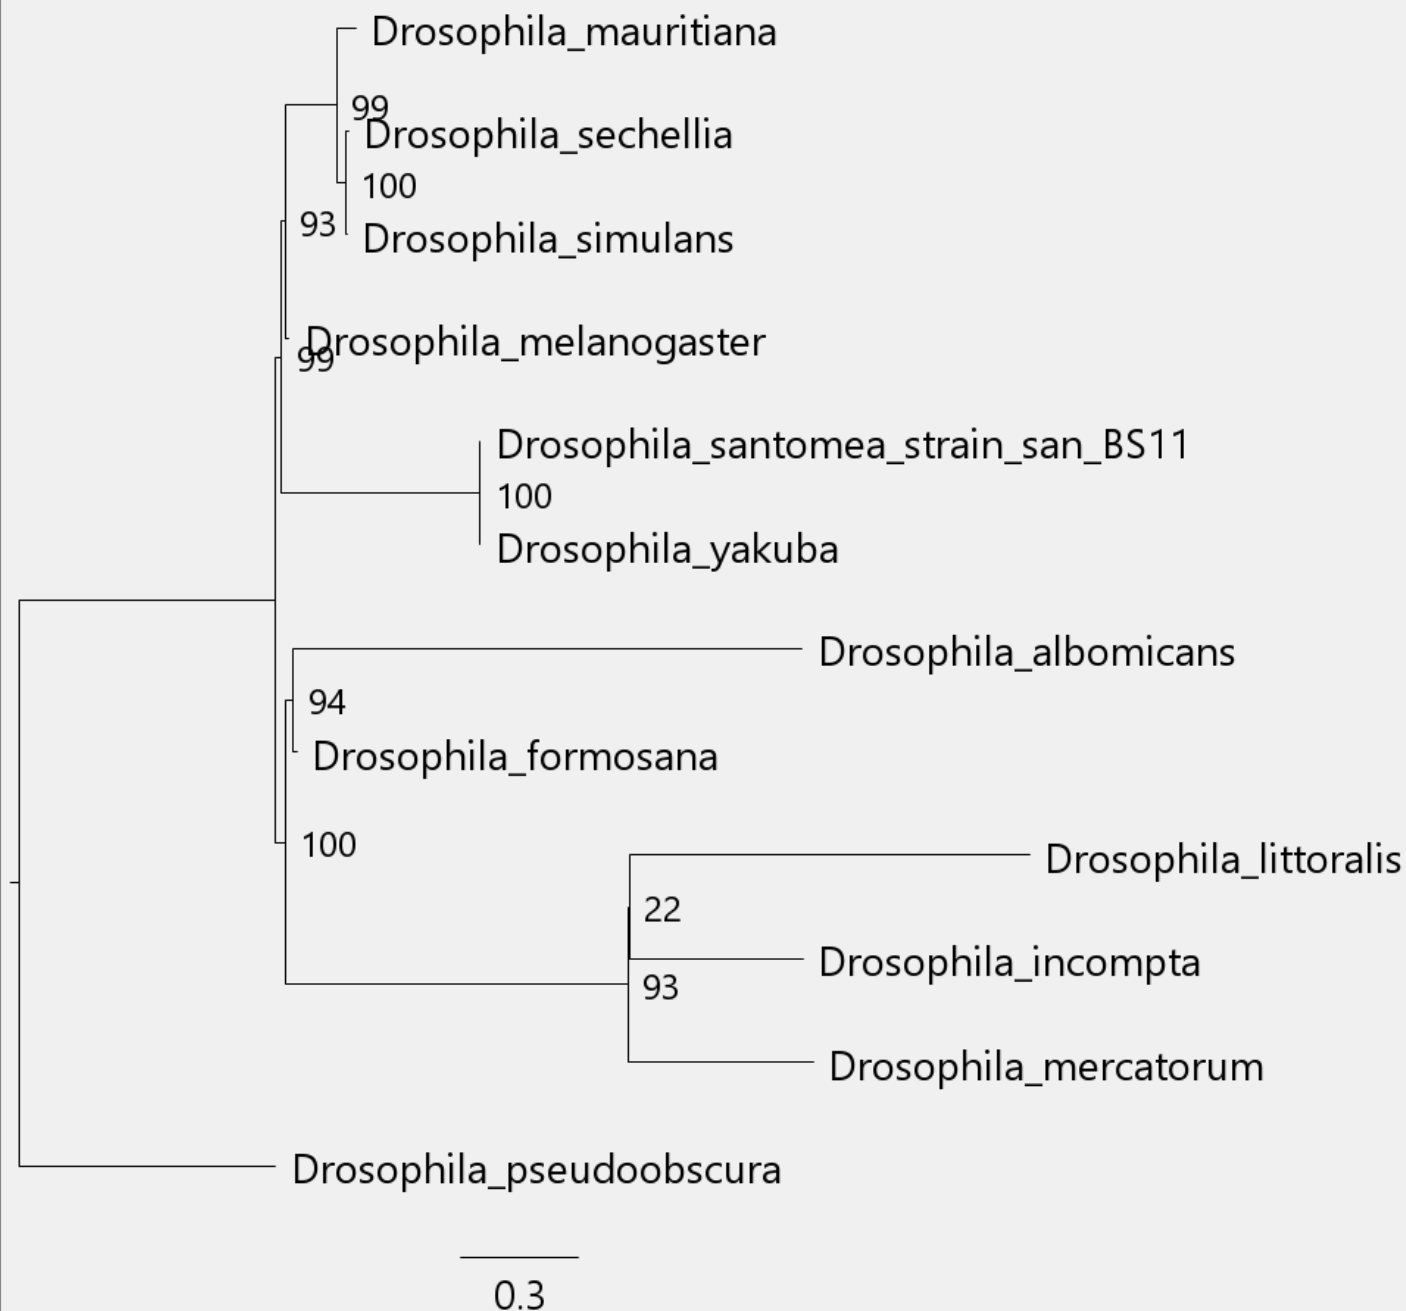 Drosophila_mauritiana
99
Drosophila_sechellia
100
93
Drosophila_simulans
Drosophila_melanogaster
99
Drosophila_santomea_strain_san_BS11
100
Drosophila_yakuba
Drosophila_albomicans
94
Drosophila_formosana
100
Drosophila_littoralis
22
Drosophila_incompta
93
Drosophila_mercatorum
Drosophila_pseudoobscura
0.3